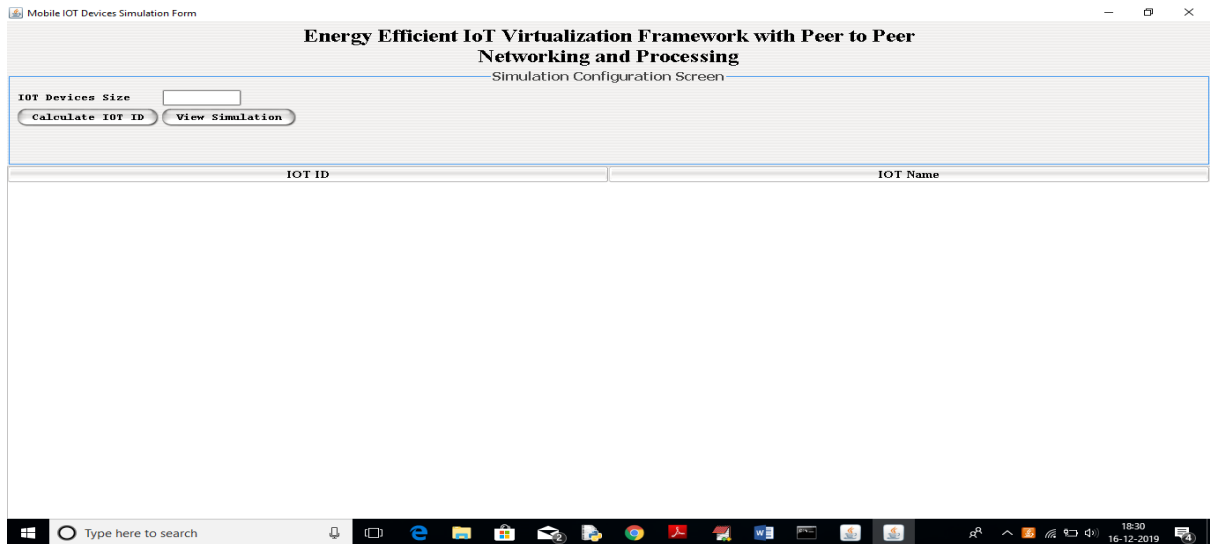 Mobile IOT Devices Simulation Form
Energy Efficient IoT Virtualization Framework with Peer to Peer
Networking and Processing
Simulation Configuration Screen
IOT Devices Size
Calculate IOT ID View Simulation
IOT ID IOT Name
Type here to search
18:30
16-12-2019